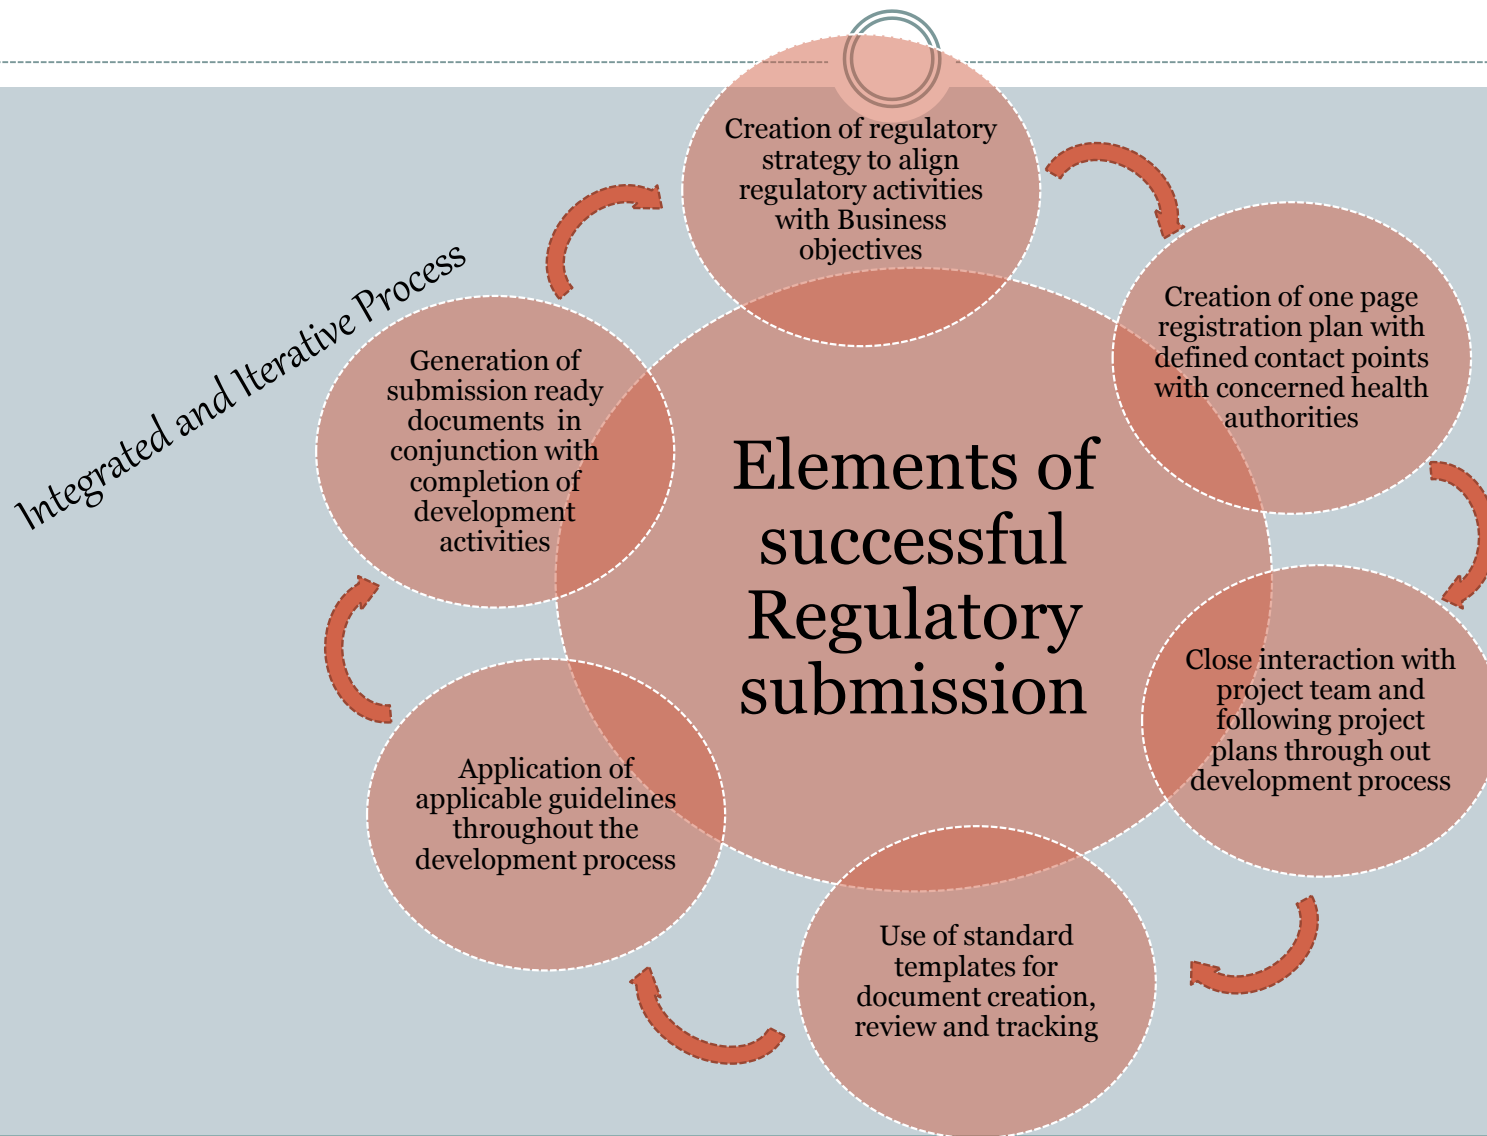 Creation of regulatory
strategy to align
regulatory activities
with Business
objectives
Creation of one page
registration plan with
defined contact points
with concerned health
authorities
Close interaction with
project team and
following project
plans through out
development process
Use of standard
templates for
document creation,
review and tracking
Application of
applicable guidelines
throughout the
development process
Generation of
submission ready
documents in
conjunction with
completion of
development
activities
Integrated and Iterative Process
Elements of
successful
Regulatory
submission